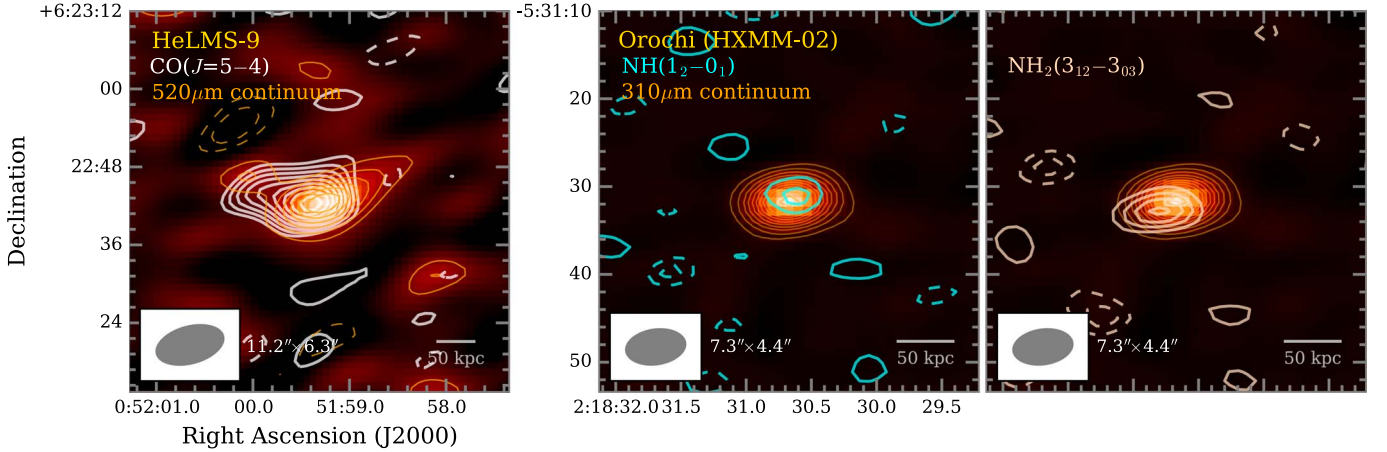 Declination
+6:23:12
00
22:48
36
24
HeLMS-9
CO(J=5−4)
520μm continuum
11.2″×6.3″
50 kpc
0:52:01.0 00.0 51:59.0 58.0
Right Ascension (J2000)
-5:31:10
20
30
40
50
Orochi (HXMM-02)
NH(1₂−0₁)
310μm continuum
7.3″×4.4″
50 kpc
2:18:32.0 31.5 31.0 30.5 30.0 29.5
NH₂(3₁₂−3₀₃)
7.3″×4.4″
50 kpc